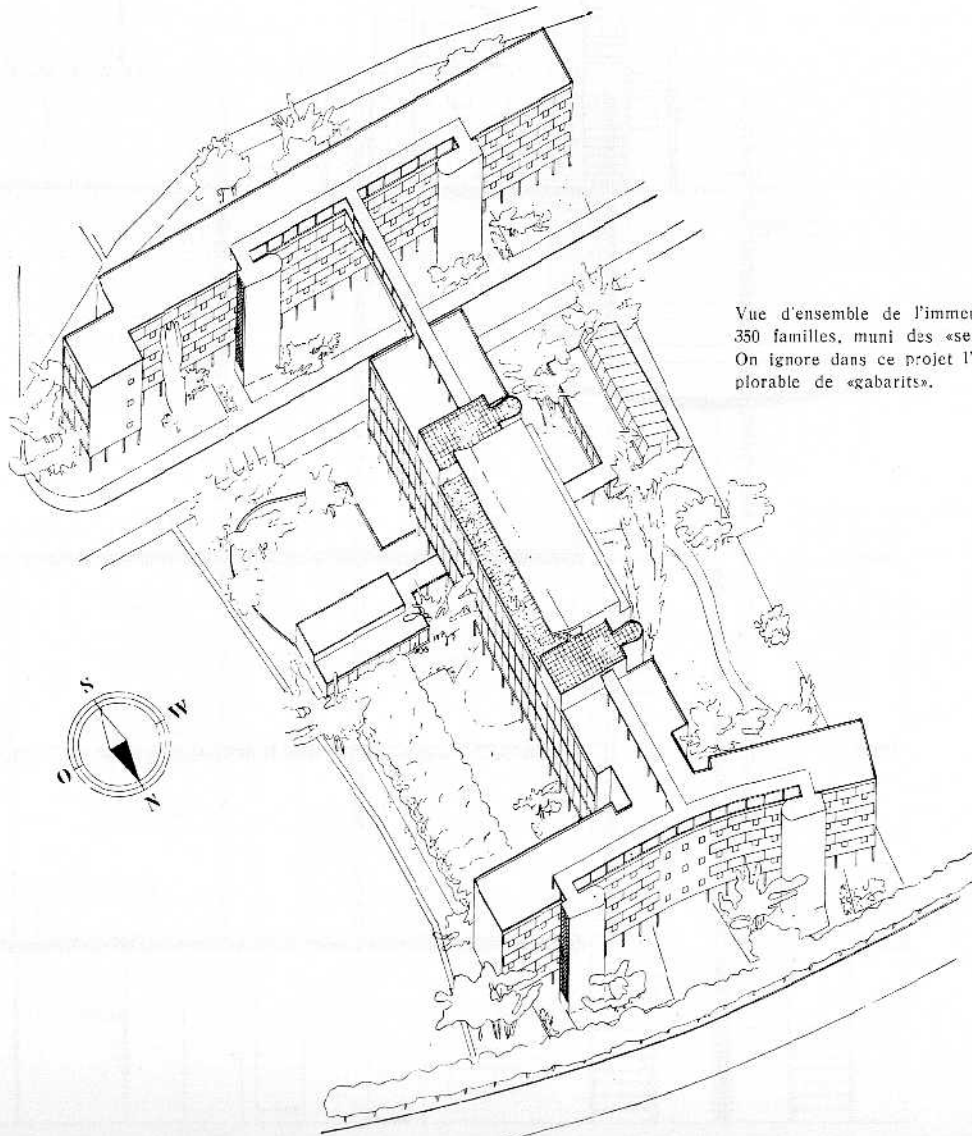 Vue d'ensemble de l'immeu
350 familles, muni des «se
On ignore dans ce projet l'
plorable de «gabarits».
S
W
O
N